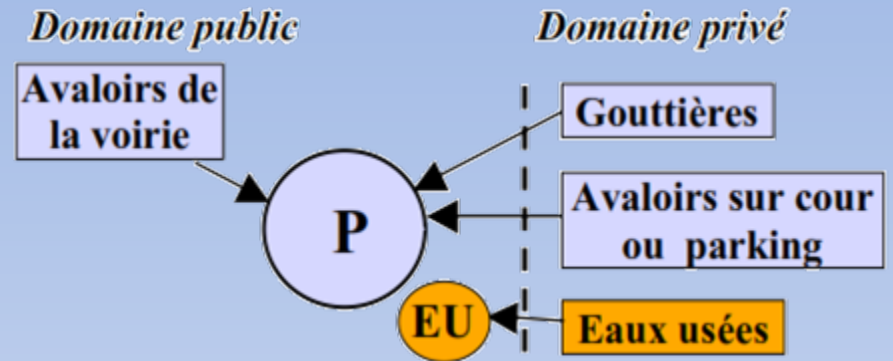 Domaine public
Domaine privé
Avaloirs de
la voirie
Gouttières
P
Avaloirs sur cour
ou parking
EU
Eaux usées